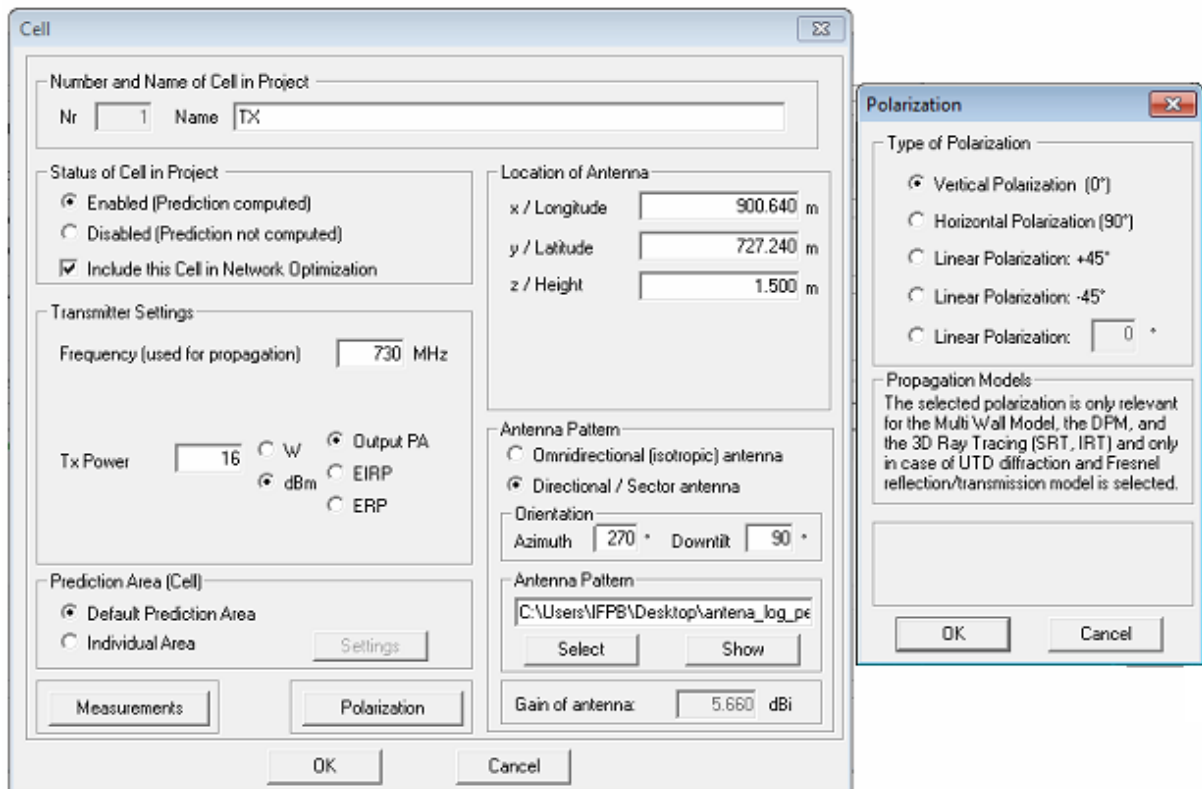 Cell
Number and Name of Cell in Project
Nr 1 Name TX
Status of Cell in Project
Enabled (Prediction computed)
Disabled (Prediction not computed)
Include this Cell in Network Optimization
Location of Antenna
x / Longitude 900.640 m
y / Latitude 727.240 m
z / Height 1.500 m
Transmitter Settings
Frequency (used for propagation) 730 MHz
Tx Power 16 W dBm Output PA EIRP ERP
Antenna Pattern
Omnidirectional (isotropic) antenna
Directional / Sector antenna
Orientation
Azimuth 270 ° Downtilt 90 °
Antenna Pattern
C:\Users\IFPB\Desktop\antena_log_pe
Select Show
Gain of antenna: 5.660 dBi
Prediction Area (Cell)
Default Prediction Area
Individual Area Settings
Measurements Polarization
OK Cancel
Polarization
Type of Polarization
Vertical Polarization (0°)
Horizontal Polarization (90°)
Linear Polarization: +45°
Linear Polarization: -45°
Linear Polarization: 0 °
Propagation Models
The selected polarization is only relevant
for the Multi Wall Model, the DPM, and
the 3D Ray Tracing (SRT, IRT) and only
in case of UTD diffraction and Fresnel
reflection/transmission model is selected.
OK Cancel